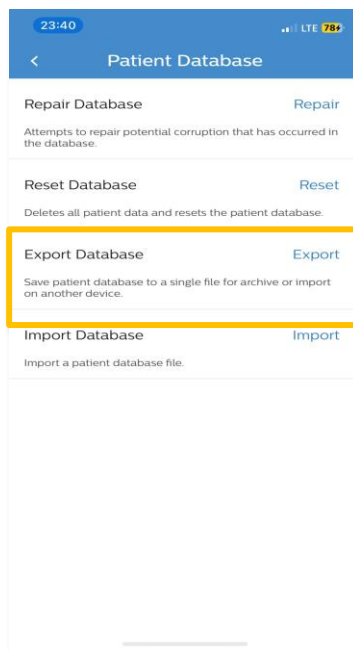 23:40 LTE 78
< Patient Database
Repair Database Repair
Attempts to repair potential corruption that has occurred in
the database.
Reset Database Reset
Deletes all patient data and resets the patient database.
Export Database Export
Save patient database to a single file for archive or import
on another device.
Import Database Import
Import a patient database file.